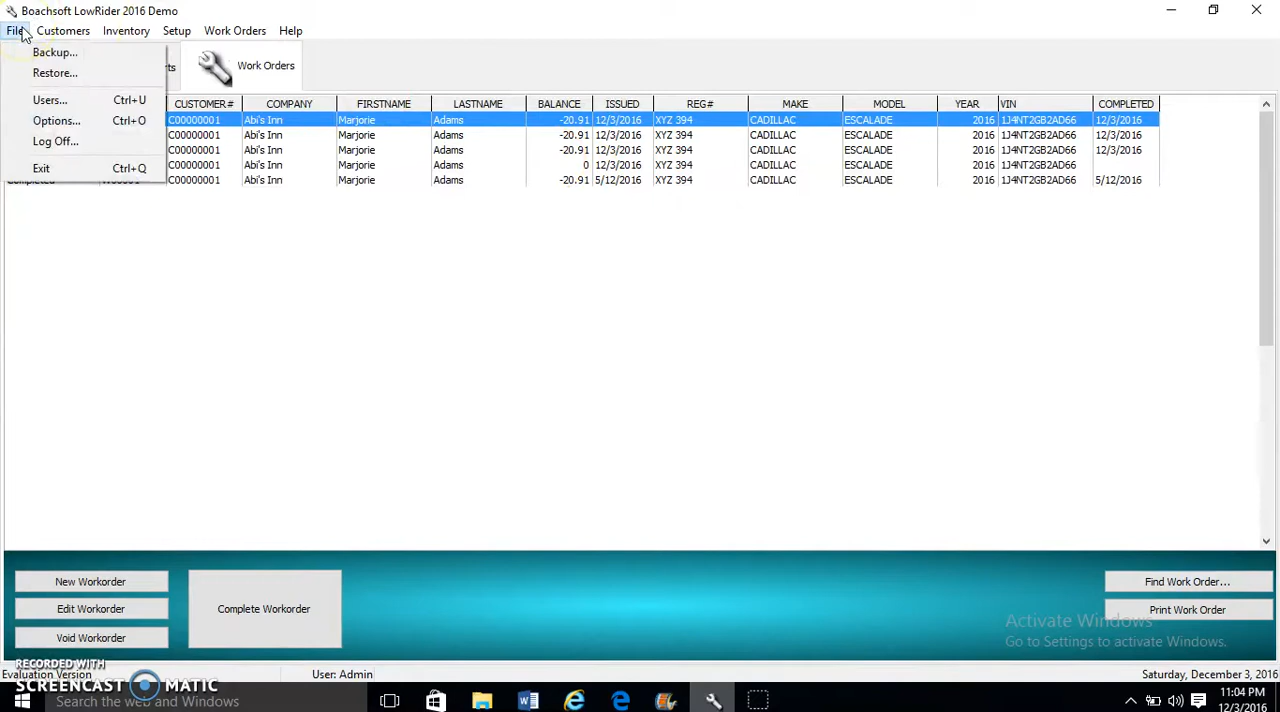 Boachsoft LowRider 2016 Demo
File Customers Inventory Setup Work Orders Help
Backup...
Restore...
Users... Ctrl+U
Options... Ctrl+O
Log Off...
Exit Ctrl+Q
Work Orders
CUSTOMER# COMPANY FIRSTNAME LASTNAME BALANCE ISSUED REG# MAKE MODEL YEAR VIN COMPLETED
C00000001 Abi's Inn Marjorie Adams -20.91 12/3/2016 XYZ 394 CADILLAC ESCALADE 2016 1J4NT2GB2AD66 12/3/2016
C00000001 Abi's Inn Marjorie Adams -20.91 12/3/2016 XYZ 394 CADILLAC ESCALADE 2016 1J4NT2GB2AD66 12/3/2016
C00000001 Abi's Inn Marjorie Adams -20.91 12/3/2016 XYZ 394 CADILLAC ESCALADE 2016 1J4NT2GB2AD66 12/3/2016
C00000001 Abi's Inn Marjorie Adams 0 12/3/2016 XYZ 394 CADILLAC ESCALADE 2016 1J4NT2GB2AD66
C00000001 Abi's Inn Marjorie Adams -20.91 5/12/2016 XYZ 394 CADILLAC ESCALADE 2016 1J4NT2GB2AD66 5/12/2016
New Workorder
Edit Workorder
Void Workorder
Complete Workorder
Find Work Order...
Print Work Order
Activate Windows
Go to Settings to activate Windows.
RECORDED WITH
SCREENCAST MATIC
Evaluation Version
User: Admin
Saturday, December 3, 2016
Search the web and Windows
11:04 PM
12/3/2016